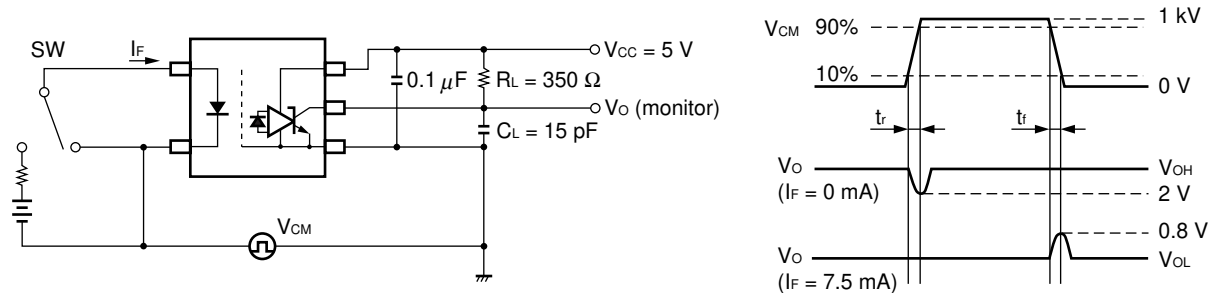 SW
IF
VCC = 5 V
0.1 μF
RL = 350 Ω
VO (monitor)
CL = 15 pF
VCM
VCM 90%
1 kV
10%
0 V
tr
tf
VO
(IF = 0 mA)
VOH
2 V
0.8 V
VO
(IF = 7.5 mA)
VOL